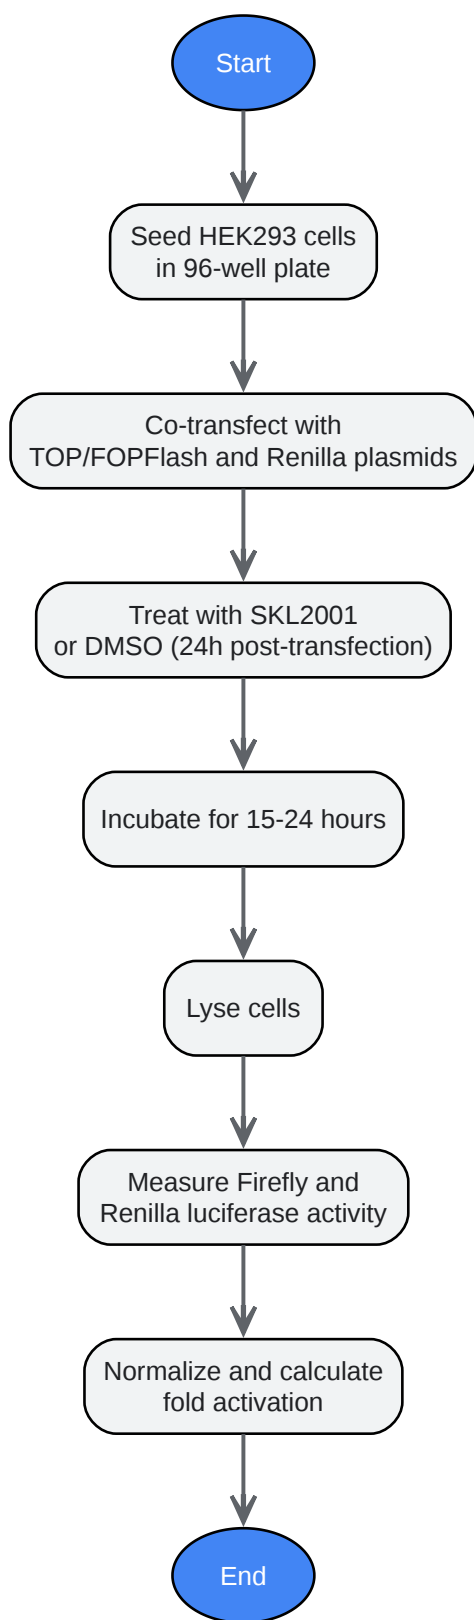 Start
Seed HEK293 cells
in 96-well plate
Co-transfect with
TOP/FOPFlash and Renilla plasmids
Treat with SKL2001
or DMSO (24h post-transfection)
Incubate for 15-24 hours
Lyse cells
Measure Firefly and
Renilla luciferase activity
Normalize and calculate
fold activation
End